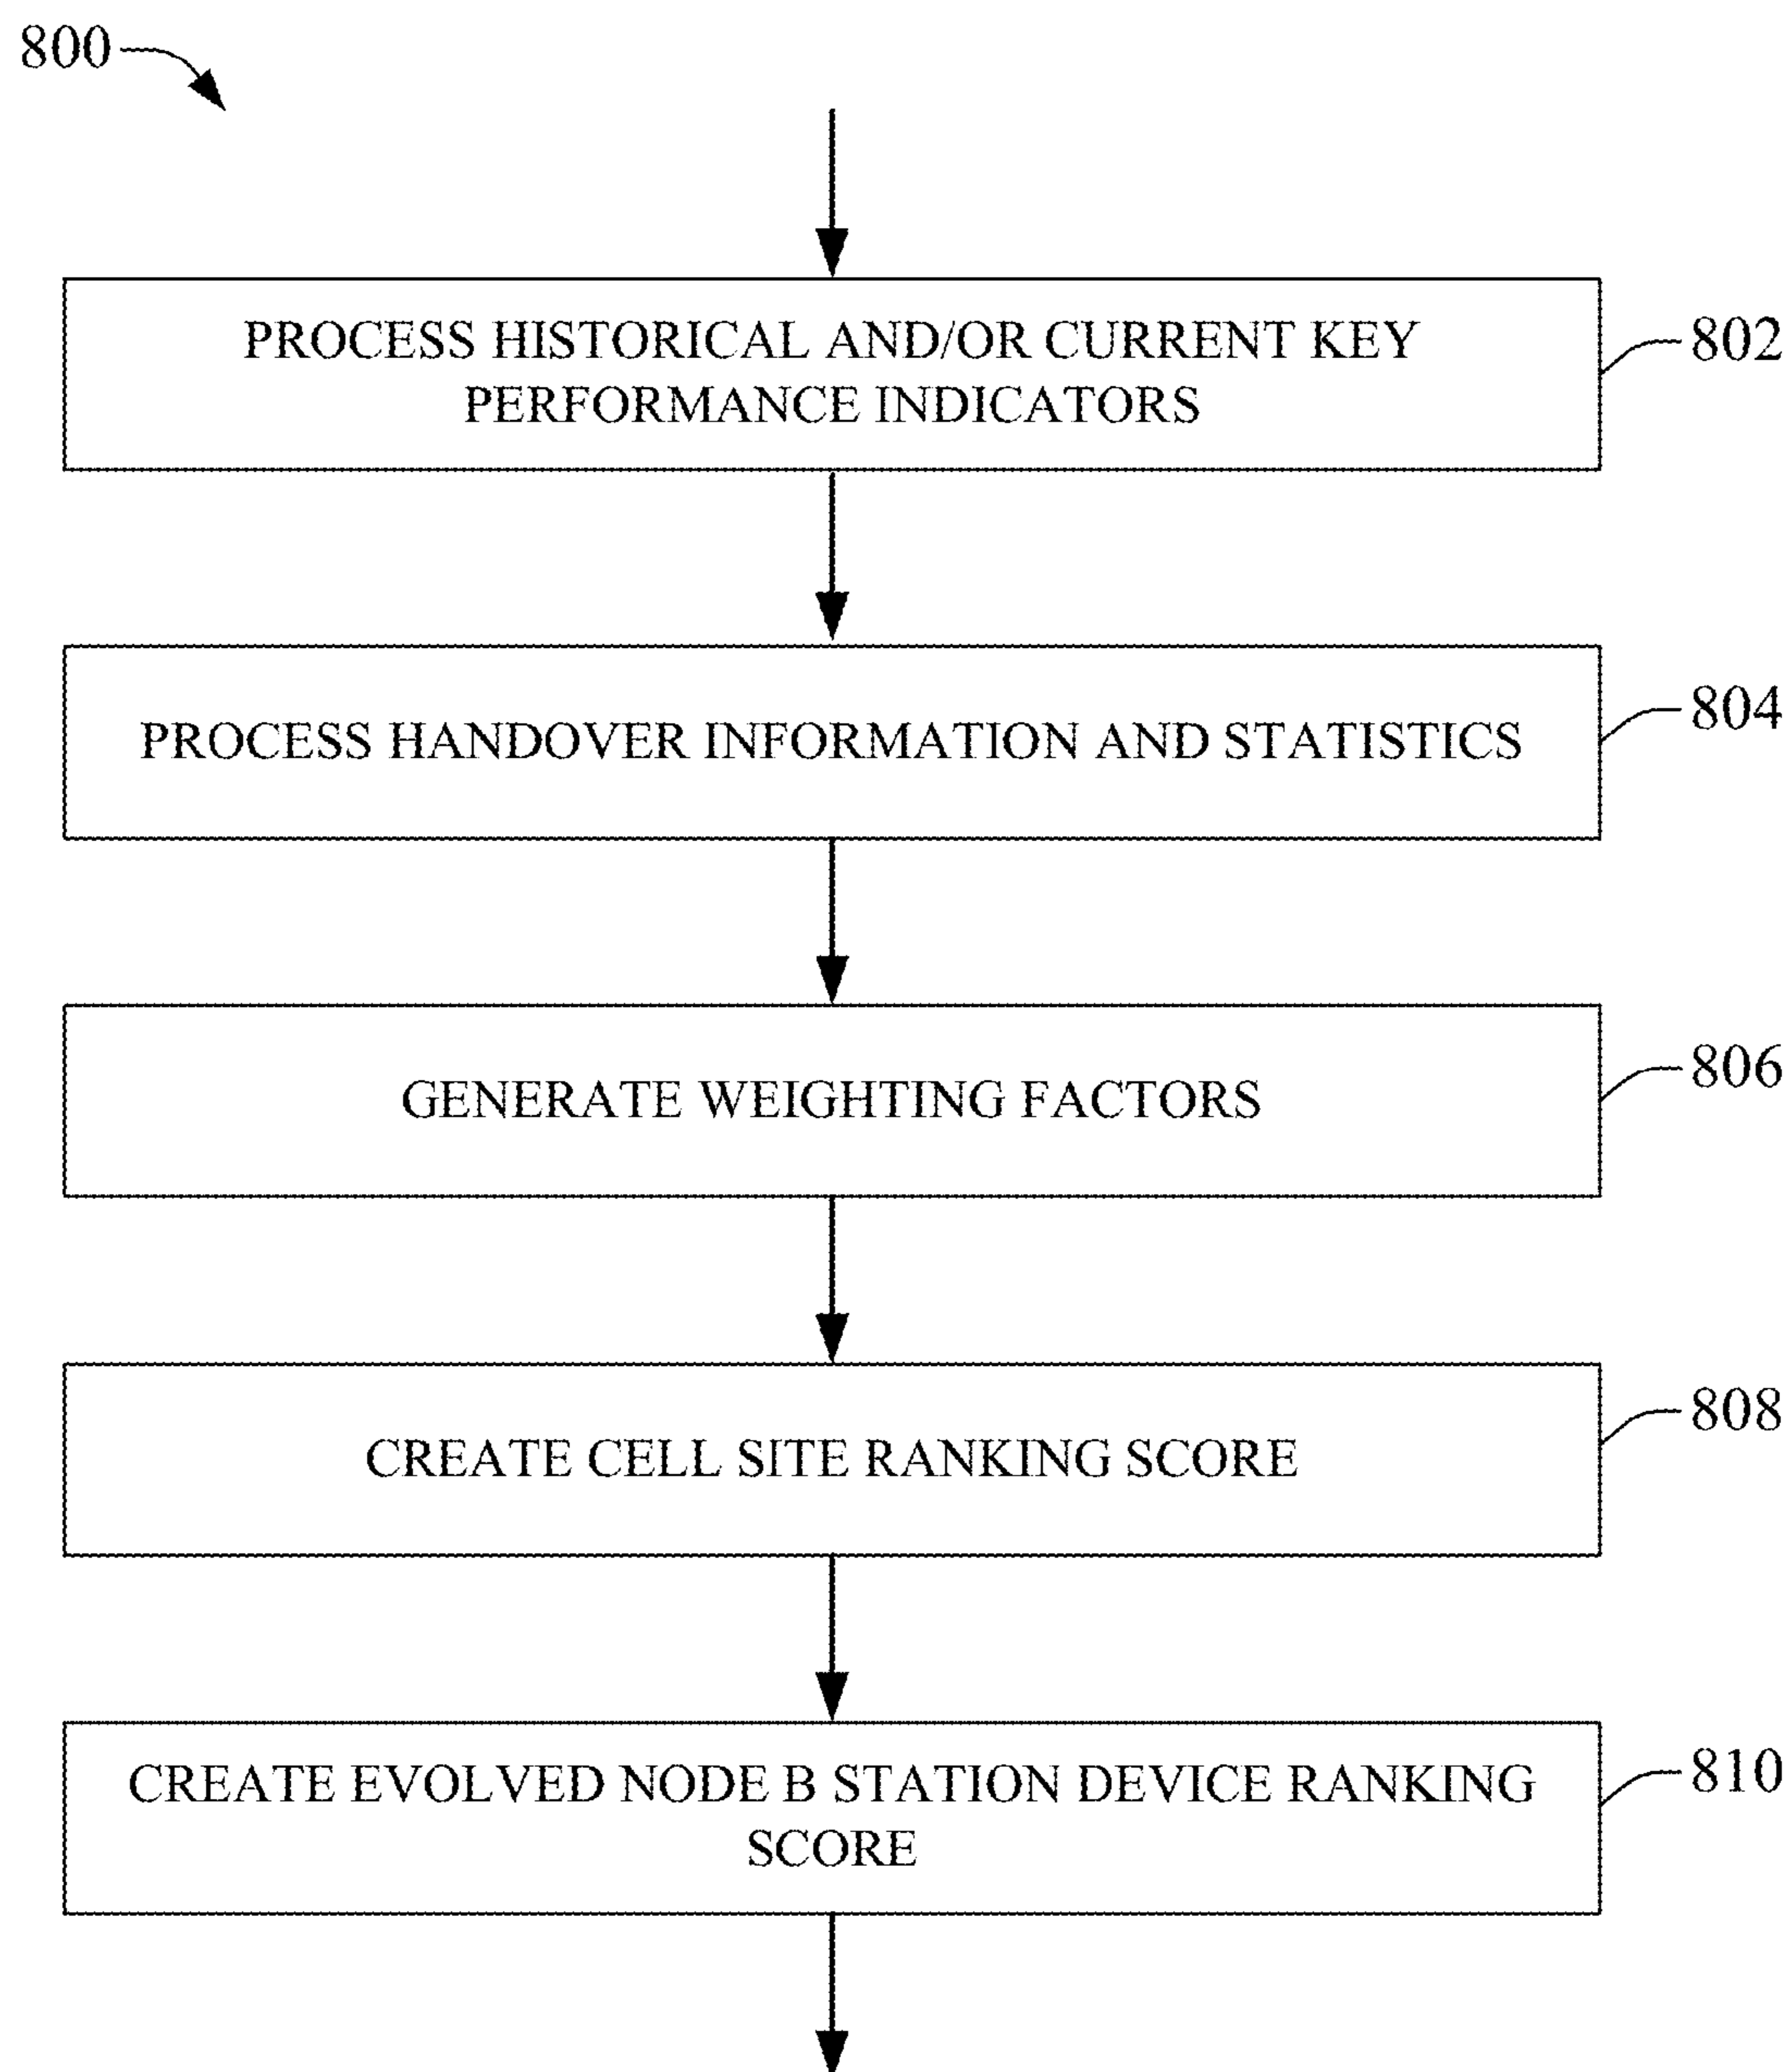 800
PROCESS HISTORICAL AND/OR CURRENT KEY
PERFORMANCE INDICATORS
802
PROCESS HANDOVER INFORMATION AND STATISTICS
804
GENERATE WEIGHTING FACTORS
806
CREATE CELL SITE RANKING SCORE
808
CREATE EVOLVED NODE B STATION DEVICE RANKING
SCORE
810